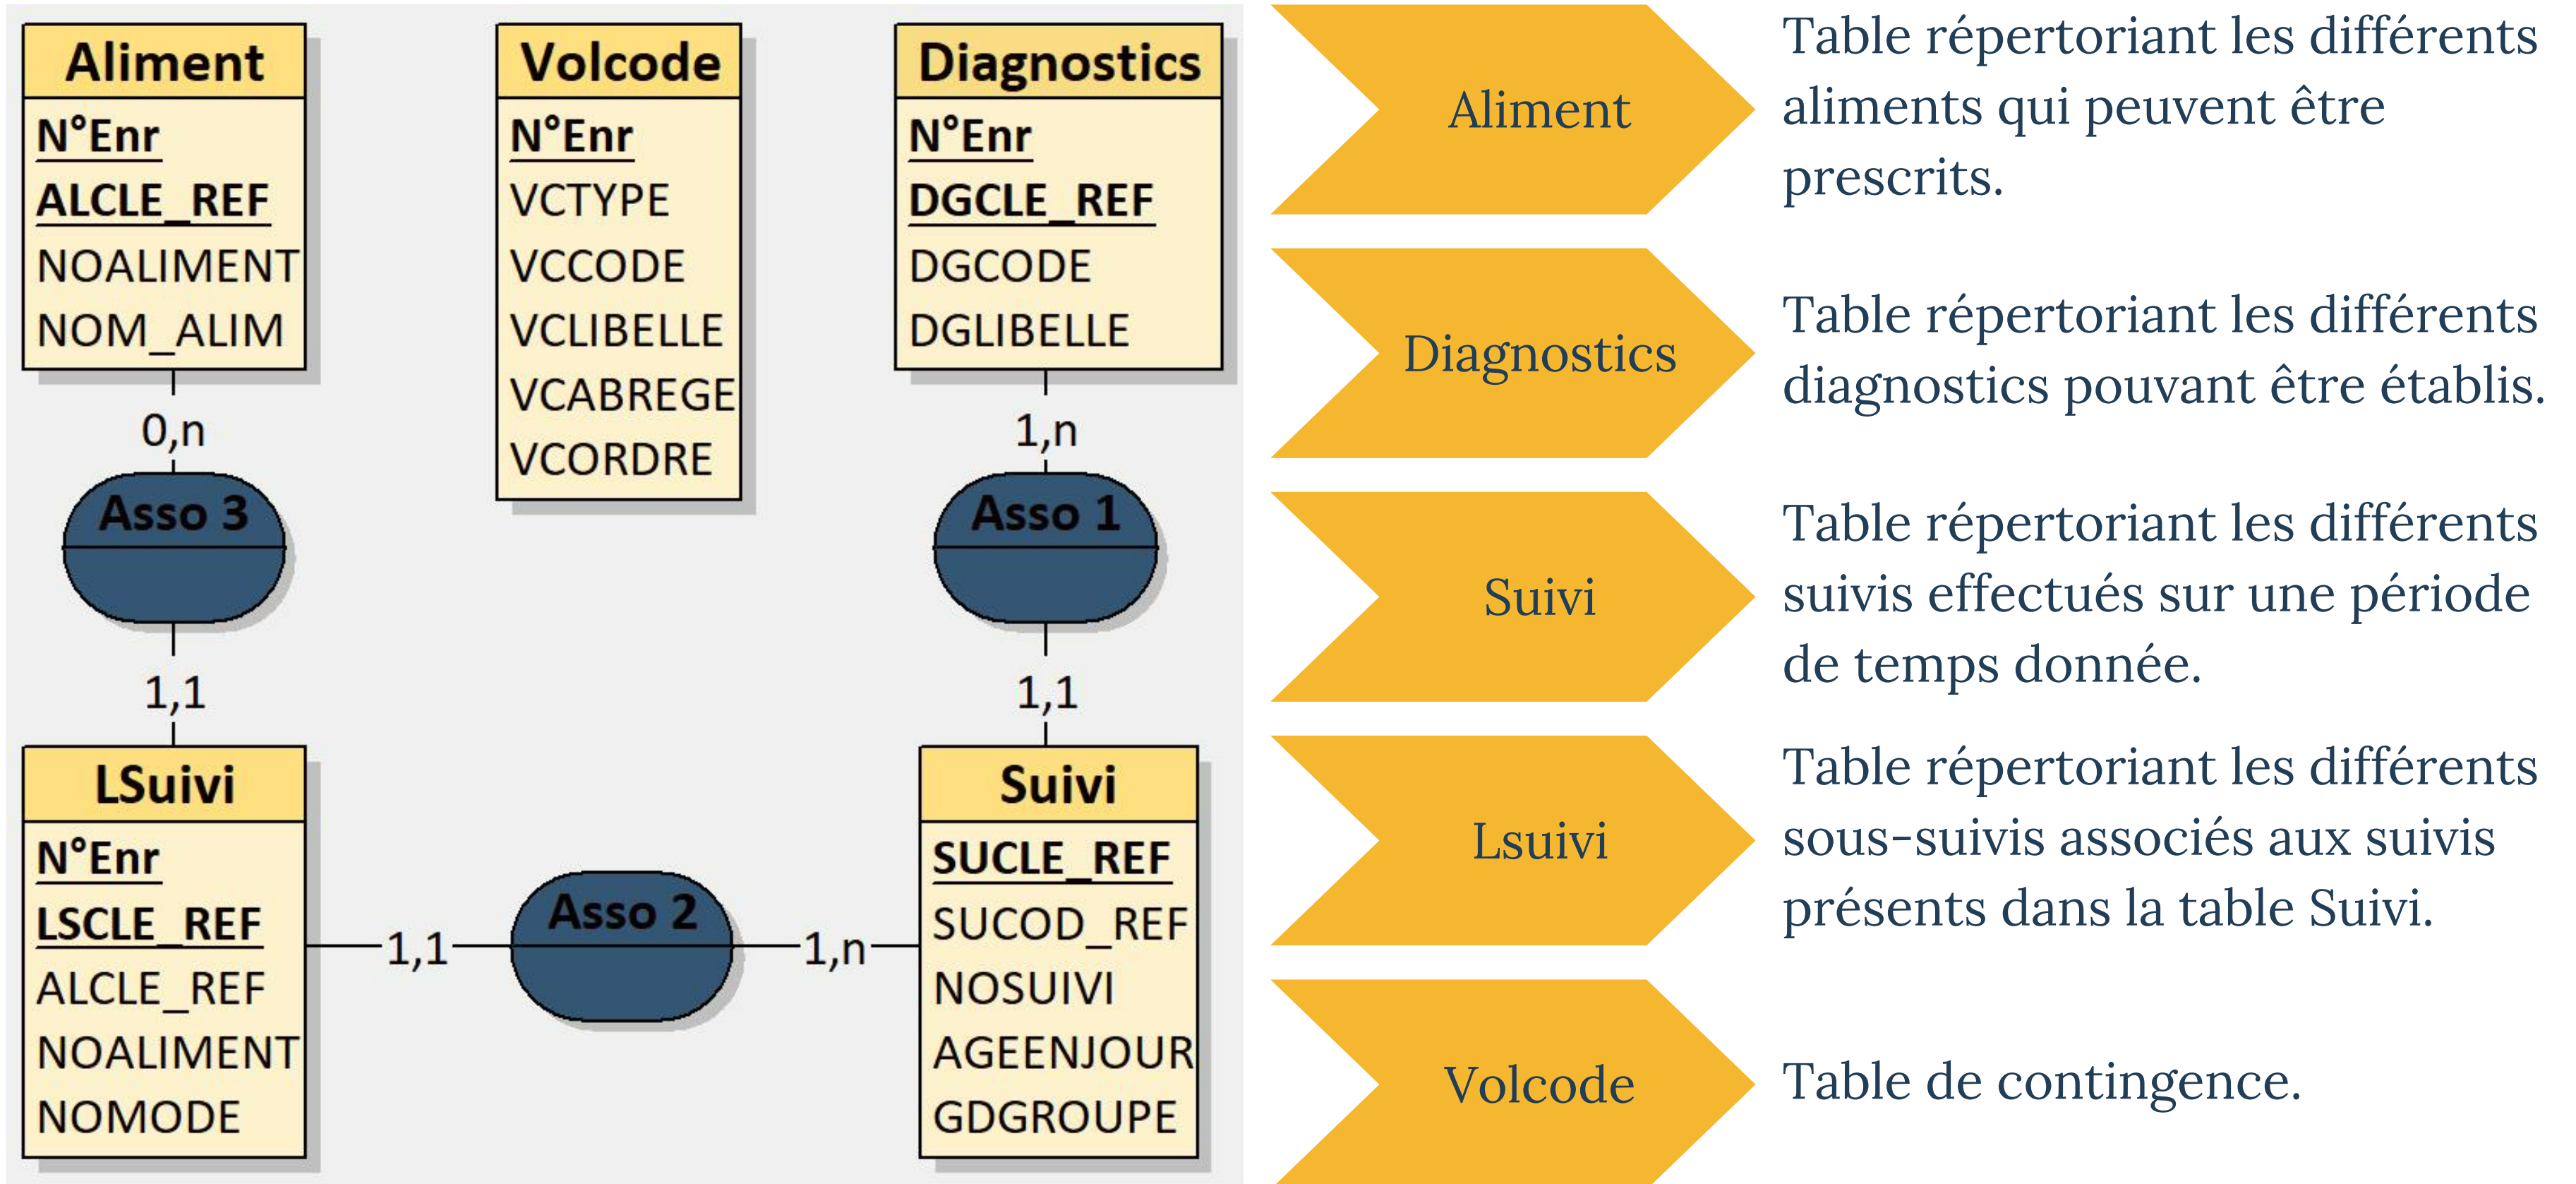 Aliment
N°Enr
ALCLE_REF
NOALIMENT
NOM_ALIM
Volcode
N°Enr
VCTYPE
VCCODE
VCLIBELLE
VCABREGE
VCORDRE
Diagnostics
N°Enr
DGCLE_REF
DGCODE
DGLIBELLE
0,n
1,n
Asso 3
Asso 1
1,1
1,1
LSuivi
N°Enr
LSCLE_REF
ALCLE_REF
NOALIMENT
NOMODE
1,1
Asso 2
1,n
Suivi
SUCLE_REF
SUCOD_REF
NOSUIVI
AGEENJOUR
GDGROUPE
Aliment
Table répertoriant les différents
aliments qui peuvent être
prescrits.
Diagnostics
Table répertoriant les différents
diagnostics pouvant être établis.
Suivi
Table répertoriant les différents
suivis effectués sur une période
de temps donnée.
Lsuivi
Table répertoriant les différents
sous-suivis associés aux suivis
présents dans la table Suivi.
Volcode
Table de contingence.